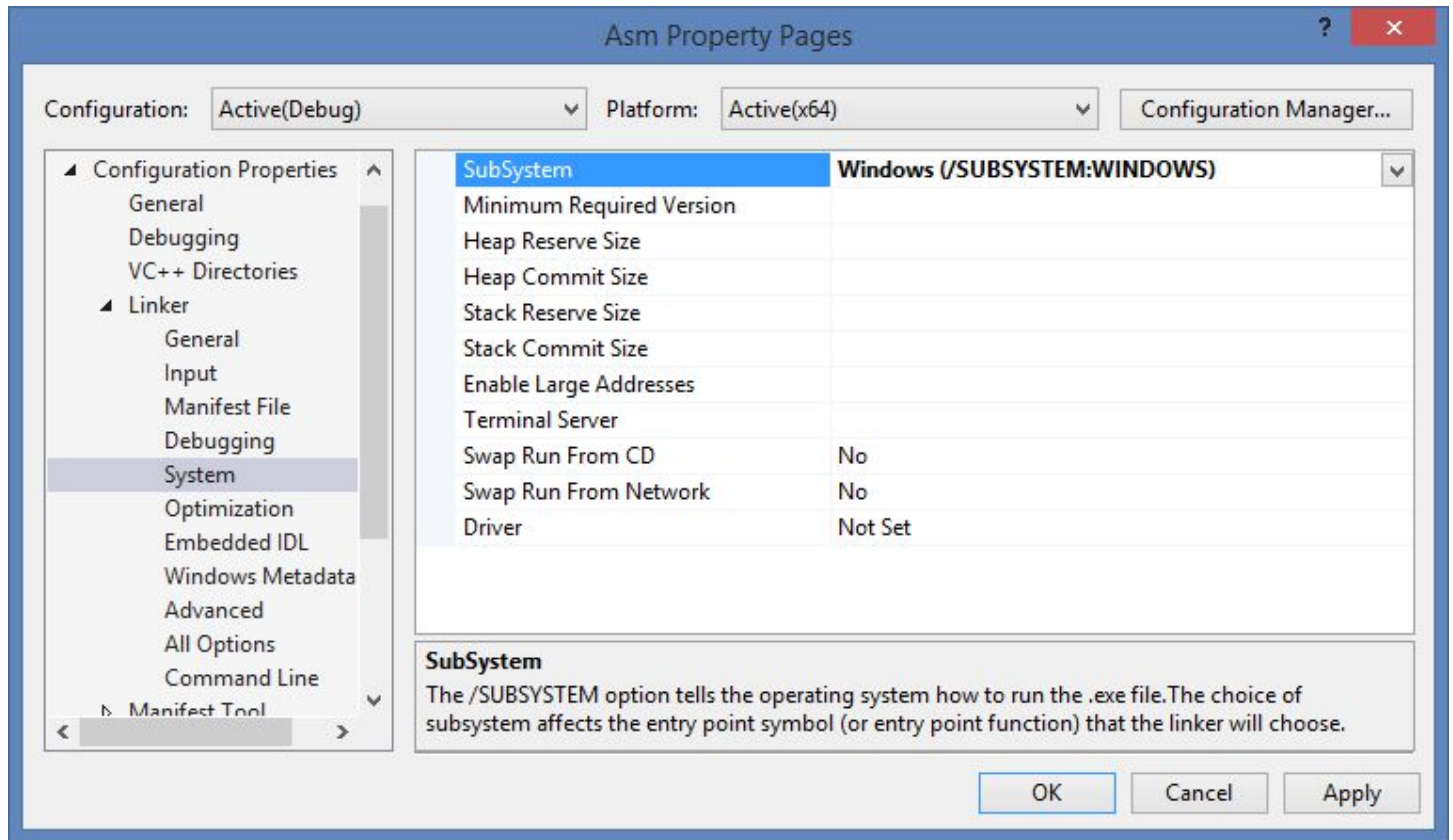 Asm Property Pages
?
Configuration: Active(Debug) Platform: Active(x64) Configuration Manager...
Configuration Properties
General
Debugging
VC++ Directories
Linker
General
Input
Manifest File
Debugging
System
Optimization
Embedded IDL
Windows Metadata
Advanced
All Options
Command Line
Manifest Tool
SubSystem Windows (/SUBSYSTEM:WINDOWS)
Minimum Required Version
Heap Reserve Size
Heap Commit Size
Stack Reserve Size
Stack Commit Size
Enable Large Addresses
Terminal Server
Swap Run From CD No
Swap Run From Network No
Driver Not Set
SubSystem
The /SUBSYSTEM option tells the operating system how to run the .exe file.The choice of
subsystem affects the entry point symbol (or entry point function) that the linker will choose.
OK Cancel Apply